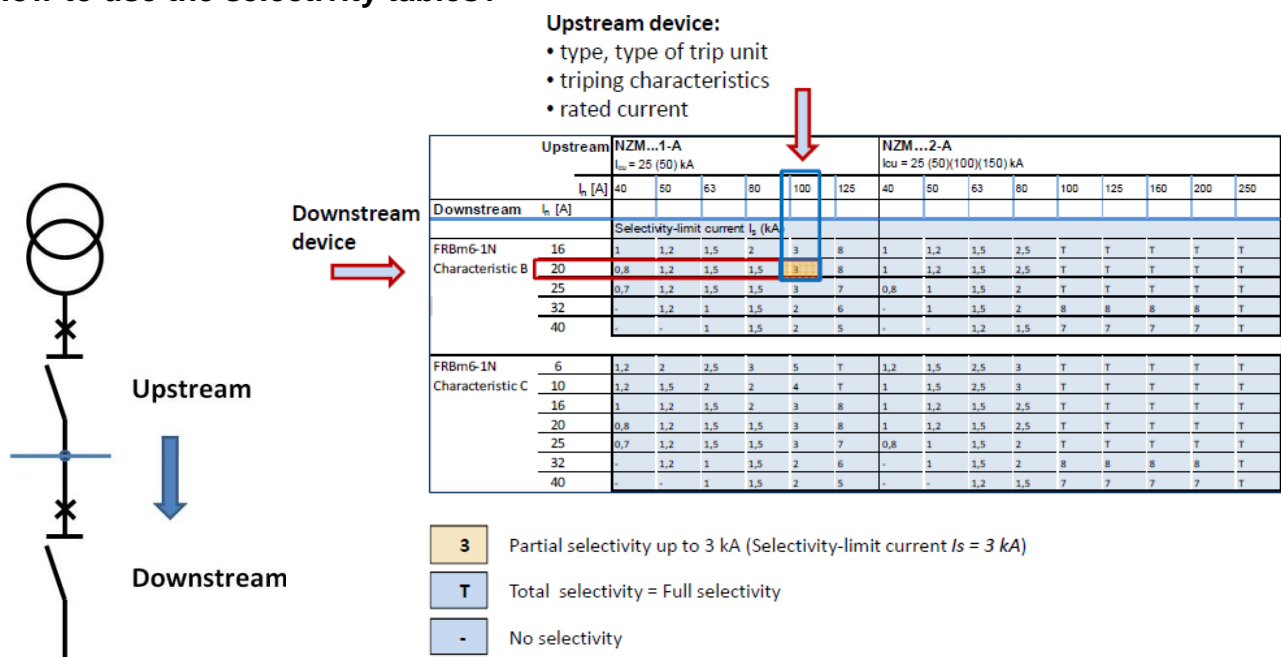 How to use the selectivity tables?
Upstream device:
• type, type of trip unit
• triping characteristics
• rated current
Upstream NZM...1-A NZM...2-A
Icu = 25 (50) kA Icu = 25 (50)(100)(150) kA
In [A] 40 50 63 80 100 125 40 50 63 80 100 125 160 200 250
Downstream device
Downstream In [A]
Selectivity-limit current Is (kA)
FRBm6-1N 16 1 1,2 1,5 2 3 8 1 1,2 1,5 2,5 T T T T T
Characteristic B 20 0,8 1,2 1,5 1,5 3 8 1 1,2 1,5 2,5 T T T T T
25 0,7 1,2 1,5 1,5 3 7 0,8 1 1,5 2 T T T T T
32 - 1,2 1 1,5 2 6 - 1 1,5 2 8 8 8 8 T
40 - - 1 1,5 2 5 - - 1,2 1,5 7 7 7 7 T
FRBm6-1N 6 1,2 2 2,5 3 5 T 1,2 1,5 2,5 3 T T T T T
Characteristic C 10 1,2 1,5 2 2 4 T 1 1,5 2,5 3 T T T T T
16 1 1,2 1,5 2 3 8 1 1,2 1,5 2,5 T T T T T
20 0,8 1,2 1,5 1,5 3 8 1 1,2 1,5 2,5 T T T T T
25 0,7 1,2 1,5 1,5 3 7 0,8 1 1,5 2 T T T T T
32 - 1,2 1 1,5 2 6 - 1 1,5 2 8 8 8 8 T
40 - - 1 1,5 2 5 - - 1,2 1,5 7 7 7 7 T
Upstream
Downstream
3 Partial selectivity up to 3 kA (Selectivity-limit current Is = 3 kA)
T Total selectivity = Full selectivity
- No selectivity